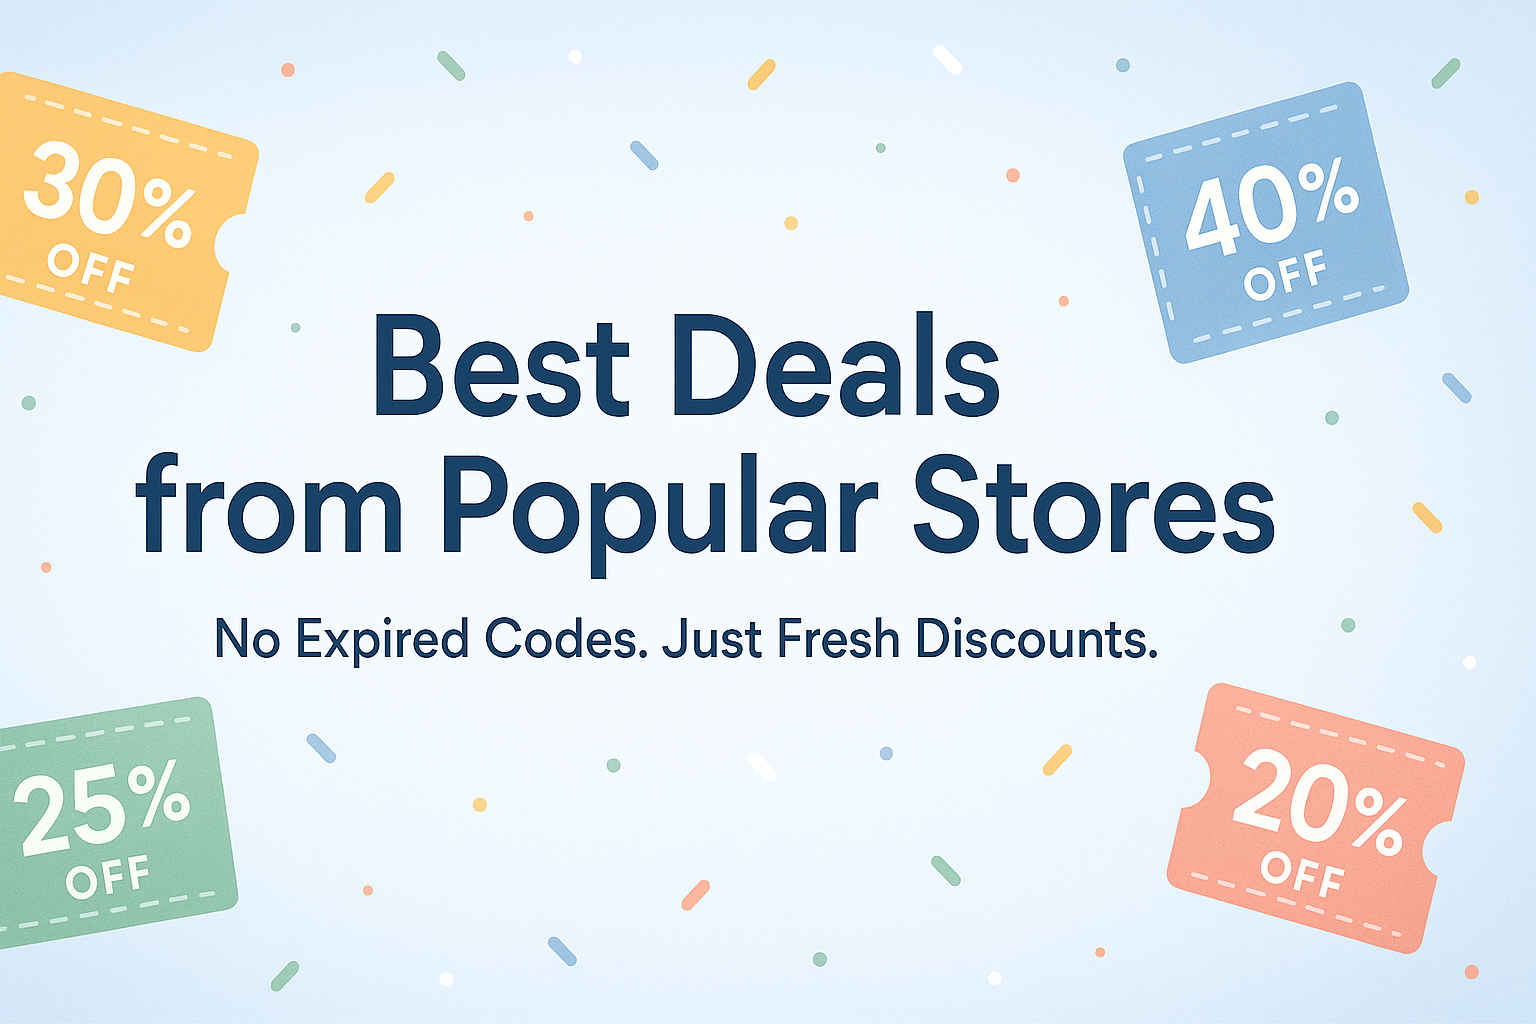 30%
OFF
40%
OFF
Best Deals
from Popular Stores
No Expired Codes. Just Fresh Discounts.
25%
OFF
20%
OFF